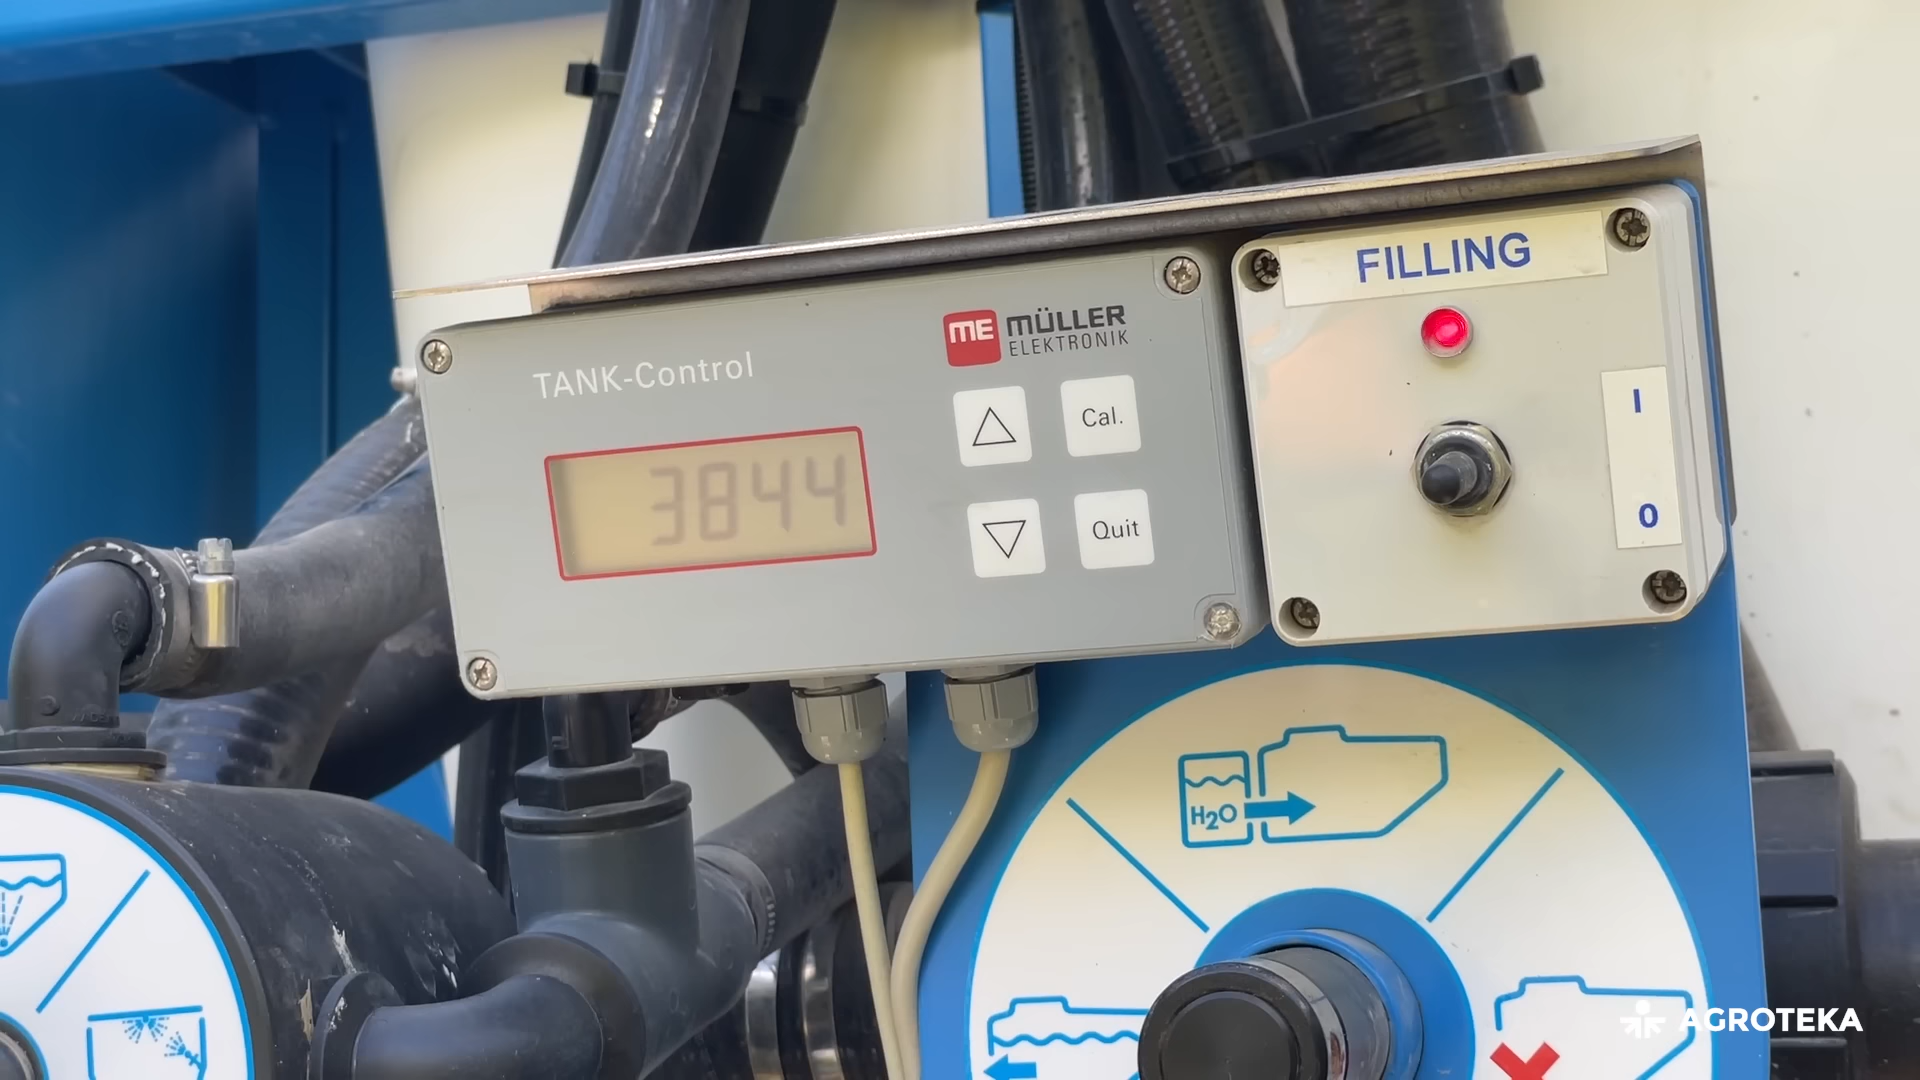 FILLING
ME MÜLLER
ELEKTRONIK
TANK-Control
Cal.
I
3844
Quit
0
H2O
AGROTEKA